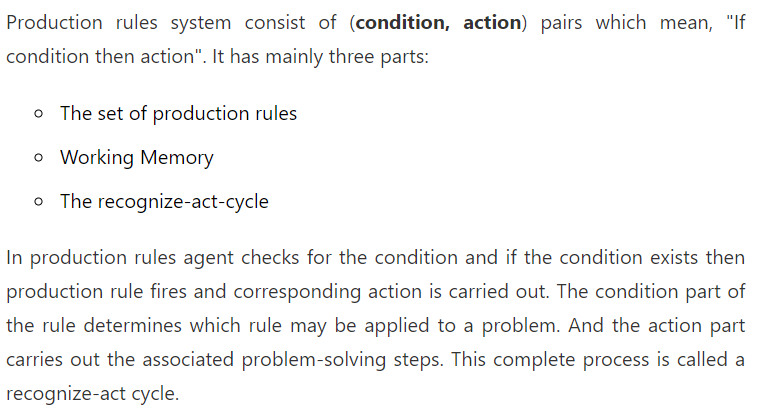 Production rules system consist of (condition, action) pairs which mean, "If
condition then action". It has mainly three parts:
The set of production rules
Working Memory
The recognize-act-cycle
In production rules agent checks for the condition and if the condition exists then
production rule fires and corresponding action is carried out. The condition part of
the rule determines which rule may be applied to a problem. And the action part
carries out the associated problem-solving steps. This complete process is called a
recognize-act cycle.